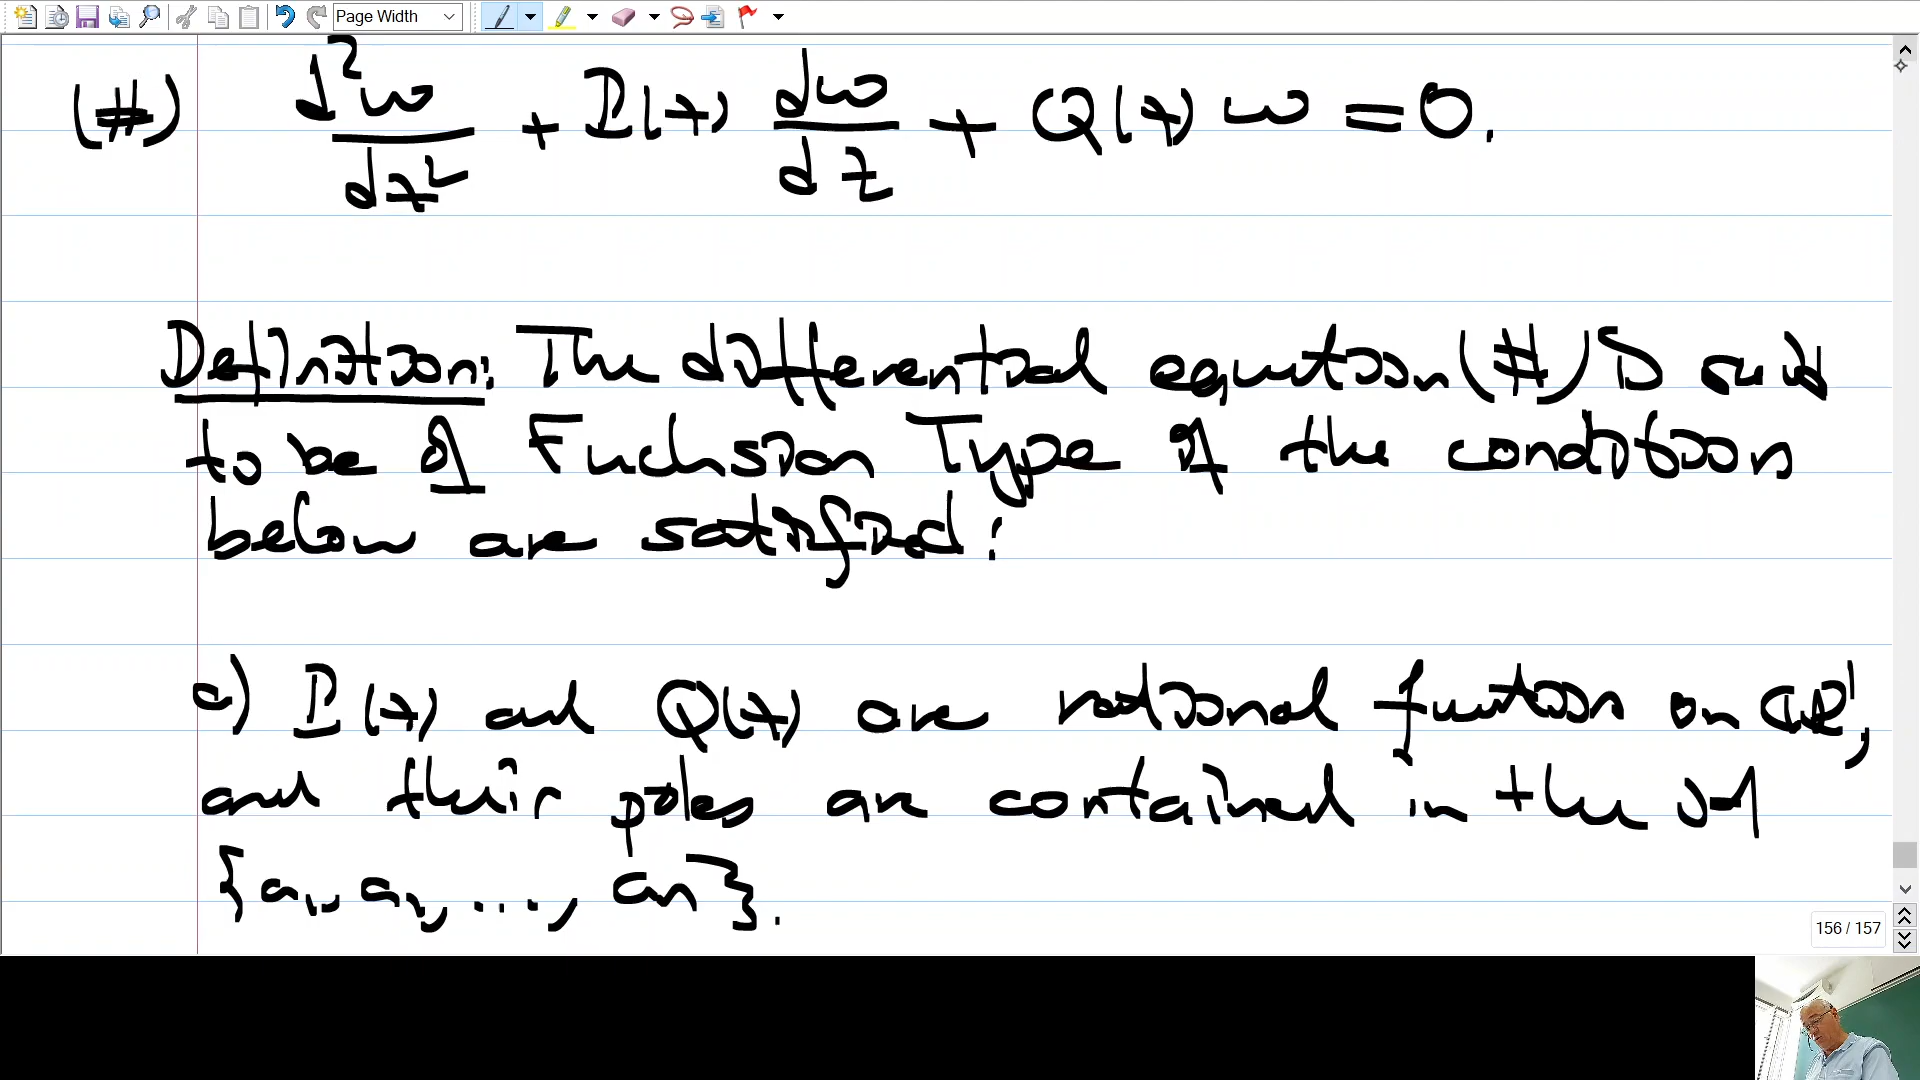 Page Width
(#) d²w/dz² + P(z) dw/dz + Q(z) w = 0.
Definition: The differential equation (#) is said
to be of Fuchsian Type if the conditions
below are satisfied:
a) P(z) and Q(z) are rational functions on ℂℙ¹,
and their poles are contained in the set
{a₁, a₂, ..., an}.
156 / 157